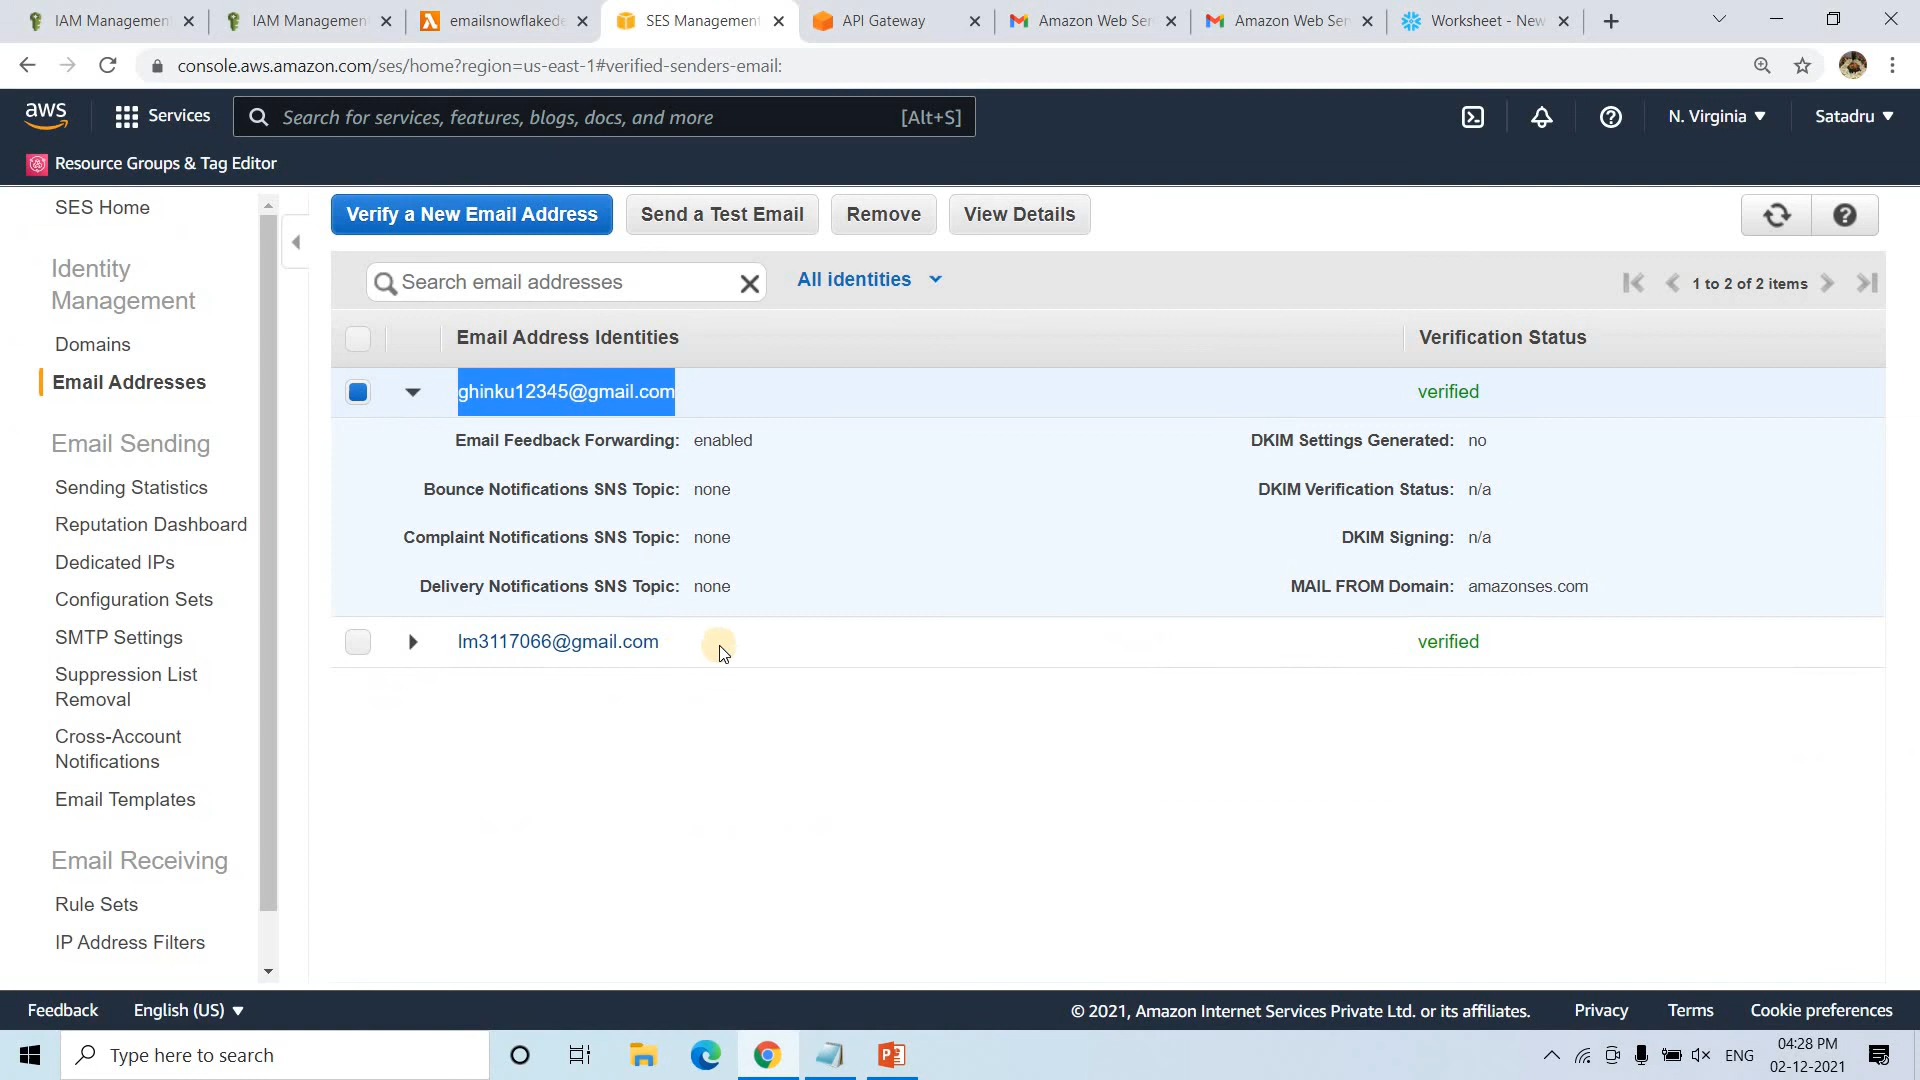 IAM Management
IAM Management
emailsnowflakede
SES Management
API Gateway
Amazon Web Ser
Amazon Web Ser
Worksheet - New
console.aws.amazon.com/ses/home?region=us-east-1#verified-senders-email:
aws
Services
Search for services, features, blogs, docs, and more
[Alt+S]
N. Virginia
Satadru
Resource Groups & Tag Editor
SES Home
Identity
Management
Domains
Email Addresses
Email Sending
Sending Statistics
Reputation Dashboard
Dedicated IPs
Configuration Sets
SMTP Settings
Suppression List
Removal
Cross-Account
Notifications
Email Templates
Email Receiving
Rule Sets
IP Address Filters
Verify a New Email Address
Send a Test Email
Remove
View Details
Search email addresses
All identities
1 to 2 of 2 items
Email Address Identities
Verification Status
ghinku12345@gmail.com
verified
Email Feedback Forwarding: enabled
DKIM Settings Generated: no
Bounce Notifications SNS Topic: none
DKIM Verification Status: n/a
Complaint Notifications SNS Topic: none
DKIM Signing: n/a
Delivery Notifications SNS Topic: none
MAIL FROM Domain: amazonses.com
lm3117066@gmail.com
verified
Feedback
English (US)
© 2021, Amazon Internet Services Private Ltd. or its affiliates.
Privacy
Terms
Cookie preferences
Type here to search
ENG
04:28 PM
02-12-2021